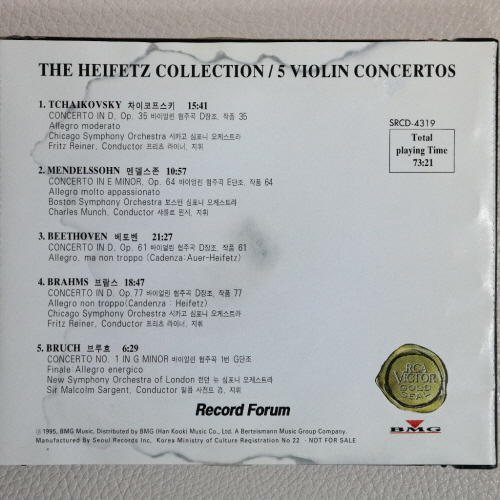 THE HEIFETZ COLLECTION / 5 VIOLIN CONCERTOS
1. TCHAIKOVSKY 차이코프스키 15:41
CONCERTO IN D, Op. 35 바이얼린 협주곡 D장조, 작품 35
Allegro moderato
Chicago Symphony Orchestra 시카고 심포니 오케스트라
Fritz Reiner, Conductor 프리츠 라이너, 지휘
SRCD-4319
Total
playing Time
73:21
2. MENDELSSOHN 멘델스존 10:57
CONCERTO IN E MINOR, Op. 64 바이얼린 협주곡 E단조, 작품 64
Allegro molto appassionato
Boston Symphony Orchestra 보스턴 심포니 오케스트라
Charles Munch, Conductor 샤를르 뮌시, 지휘
3. BEETHOVEN 베토벤 21:27
CONCERTO IN D, Op. 61 바이얼린 협주곡 D장조, 작품 61
Allegro, ma non troppo (Cadenza:Auer-Heifetz)
4. BRAHMS 브람스 18:47
CONCERTO IN D, Op. 77 바이얼린 협주곡 D장조, 작품 77
Allegro non troppo(Candenza : Heifetz)
Chicago Symphony Orchestra 시카고 심포니 오케스트라
Fritz Reiner, Conductor 프리츠 라이너, 지휘
5. BRUCH 브루흐 6:29
CONCERTO NO. 1 IN G MINOR 바이얼린 협주곡 1번 G단조
Finale:Allegro energico
New Symphony Orchestra of London 런던 뉴 심포니 오케스트라
Sir Malcolm Sargent, Conductor 말콤 사전트 경, 지휘
RCA
VICTOR
GOLD
SEAL
Record Forum
BMG
℗1995, BMG Music, Distributed by BMG (Han Kook) Music Co., Ltd. A Bertelsmann Music Group Company.
Manufactured By Seoul Records Inc, Korea Ministry of Culture Registration No 22 · NOT FOR SALE